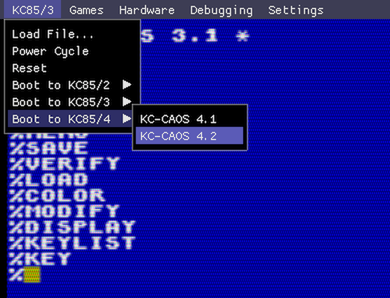 KC85/3 Games Hardware Debugging Settings
S 3.1 *
Load File...
Power Cycle
Reset
Boot to KC85/2 ▶
Boot to KC85/3 ▶
Boot to KC85/4 ▶
KC-CAOS 4.1
KC-CAOS 4.2
%SAVE
%VERIFY
%LOAD
%COLOR
%MODIFY
%DISPLAY
%KEYLIST
%KEY
%